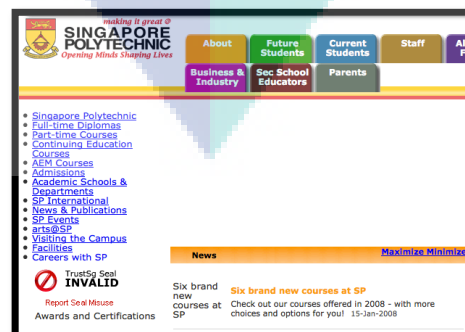 making it great @
SINGAPORE
POLYTECHNIC
Opening Minds Shaping Lives
About
Future
Students
Current
Students
Staff
Business &
Industry
Sec School
Educators
Parents
Singapore Polytechnic
Full-time Diplomas
Part-time Courses
Continuing Education
Courses
AEM Courses
Admissions
Academic Schools &
Departments
SP International
News & Publications
SP Events
arts@SP
Visiting the Campus
Facilities
Careers with SP
TrustSg Seal
INVALID
Report Seal Misuse
Awards and Certifications
News
Maximize Minimize
Six brand
new
courses at
SP
Six brand new courses at SP
Check out our courses offered in 2008 - with more
choices and options for you! 15-Jan-2008